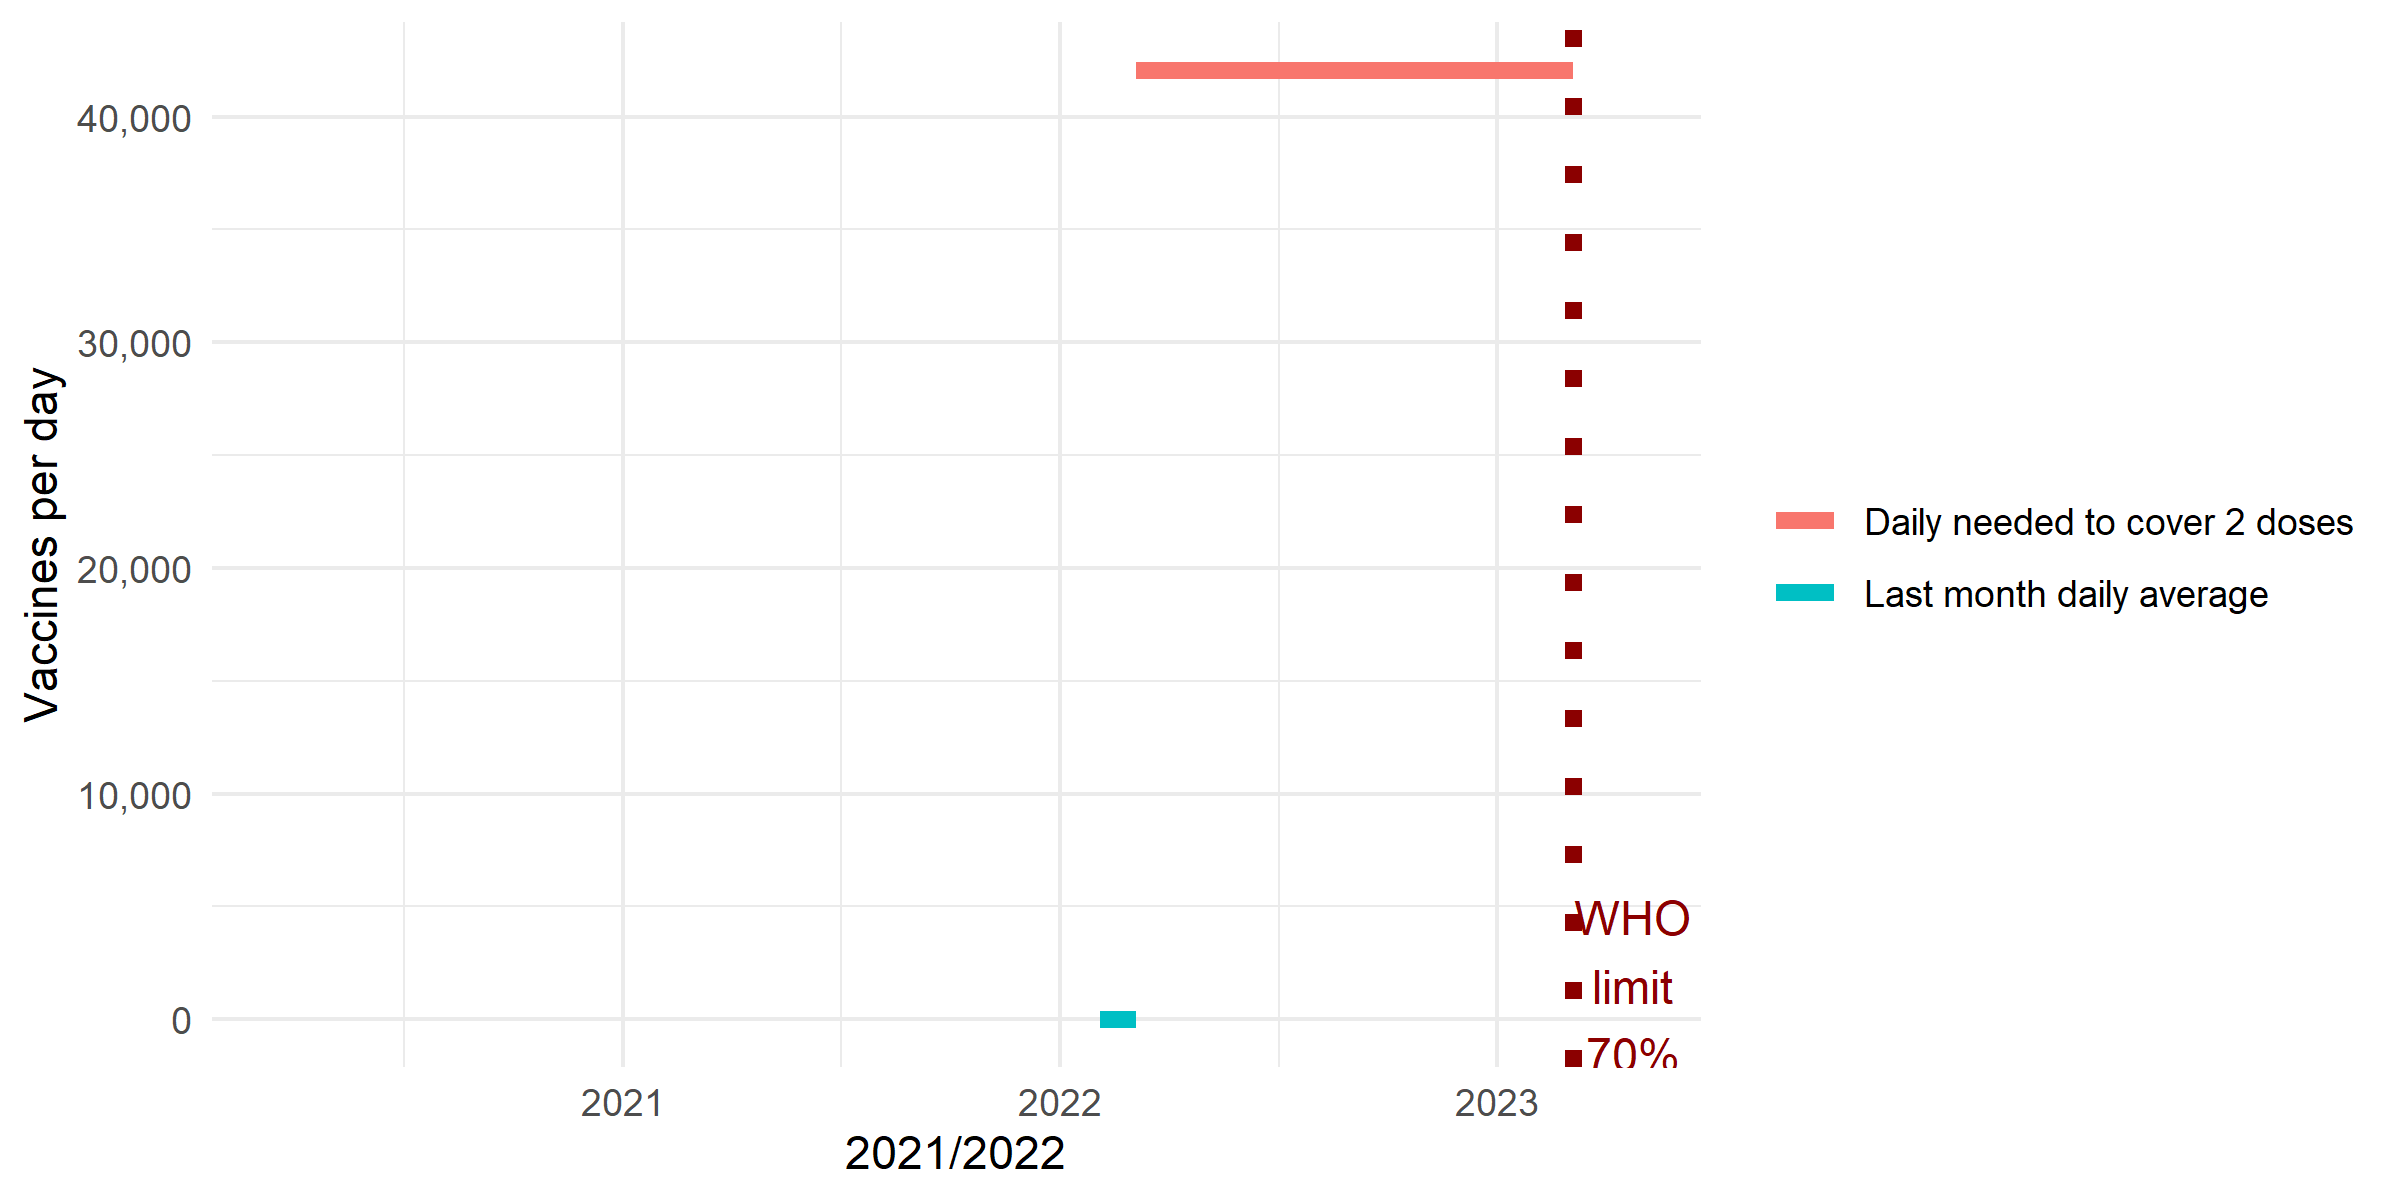 Vaccines per day
40,000
30,000
20,000
10,000
0
2021
2022
2023
2021/2022
WHO
limit
70%
Daily needed to cover 2 doses
Last month daily average